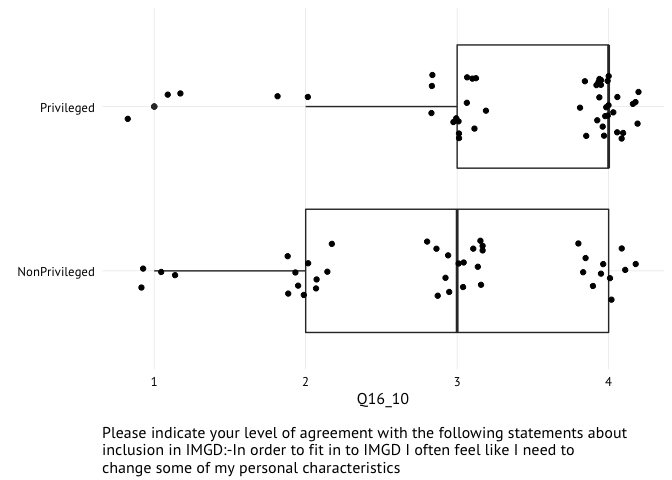 Privileged
NonPrivileged
1 2 3 4
Q16_10
Please indicate your level of agreement with the following statements about
inclusion in IMGD:-In order to fit in to IMGD I often feel like I need to
change some of my personal characteristics